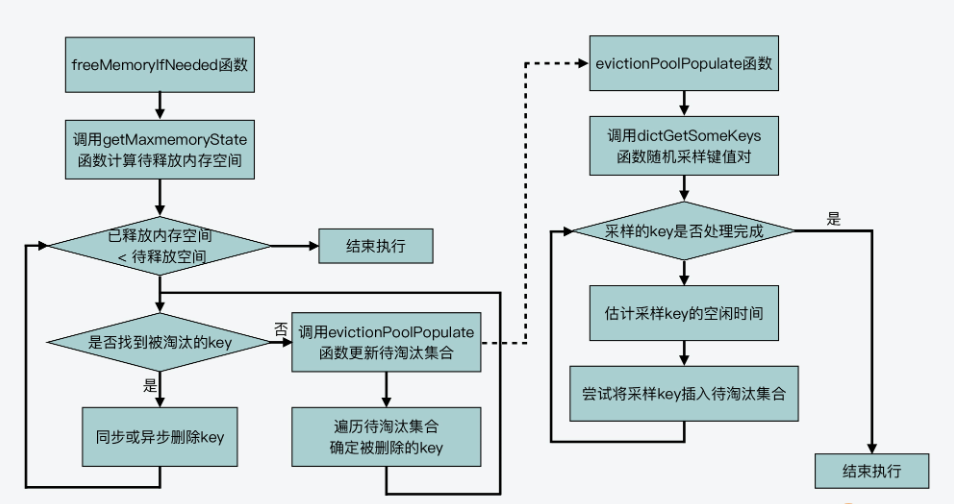 freeMemoryIfNeeded函数
调用getMaxmemoryState
函数计算待释放内存空间
已释放内存空间
< 待释放空间
结束执行
是否找到被淘汰的key
否
是
同步或异步删除key
调用evictionPoolPopulate
函数更新待淘汰集合
遍历待淘汰集合
确定被删除的key
evictionPoolPopulate函数
调用dictGetSomeKeys
函数随机采样键值对
采样的key是否处理完成
是
估计采样key的空闲时间
尝试将采样key插入待淘汰集合
结束执行